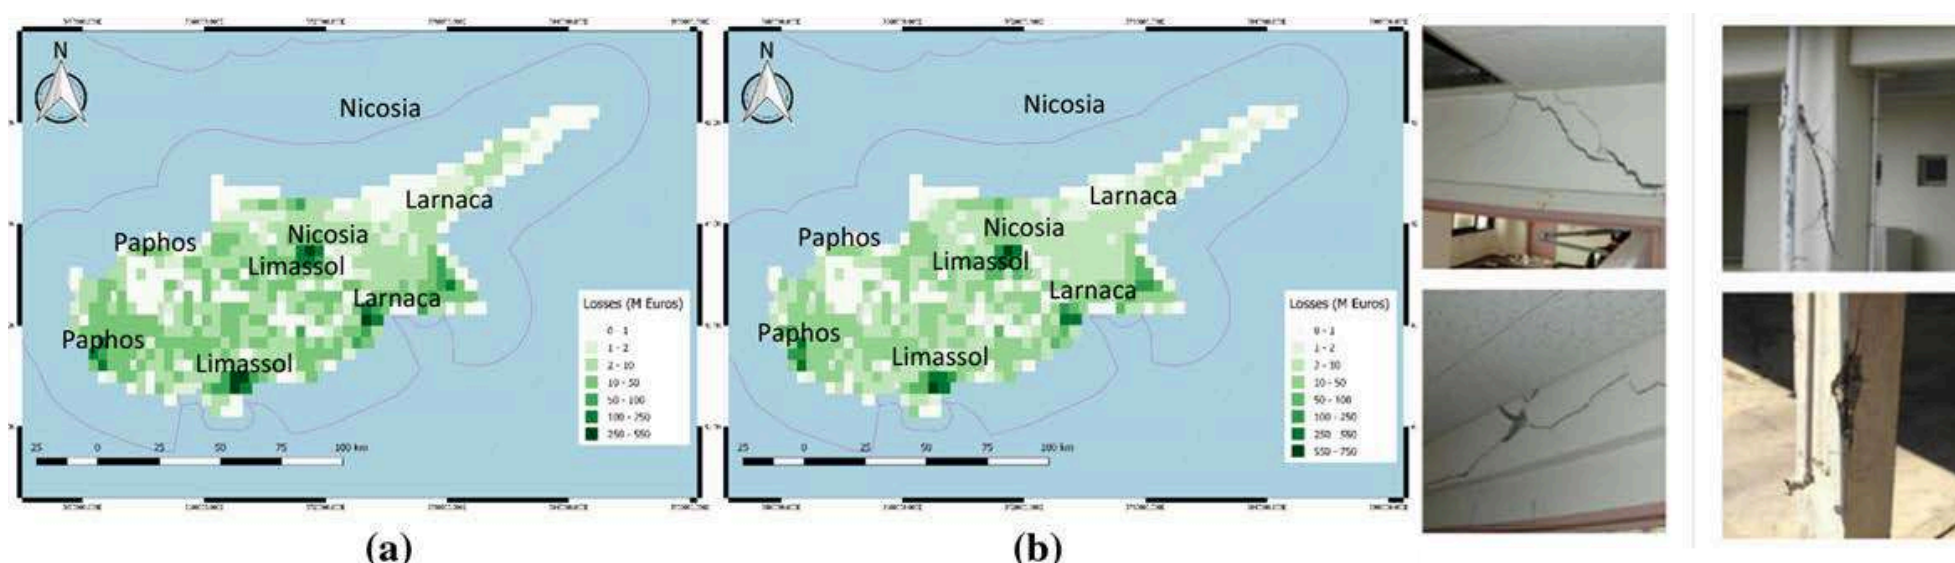 N
Nicosia
Larnaca
Paphos
Nicosia
Limassol
Larnaca
Paphos
Limassol
Losses (M Euros)
0 - 1
1 - 2
2 - 10
10 - 50
50 - 100
100 - 250
250 - 550
25 0 25 50 75 100 km
(a)
N
Nicosia
Larnaca
Nicosia
Paphos
Limassol
Larnaca
Paphos
Limassol
Losses (M Euros)
0 - 1
1 - 2
2 - 10
10 - 50
50 - 100
100 - 250
250 - 550
550 - 750
25 0 25 50 75 100 km
(b)